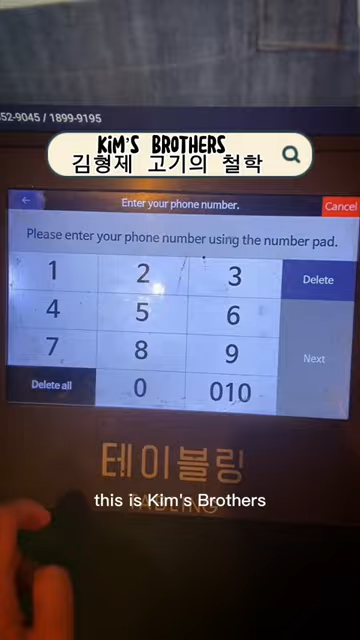 52-9045 / 1899-9195
KiM'S BROTHERS
김형제 고기의 철학
Enter your phone number.
Cancel
Please enter your phone number using the number pad.
1 2 3 Delete
4 5 6
7 8 9 Next
Delete all 0 010
테이블링
this is Kim's Brothers